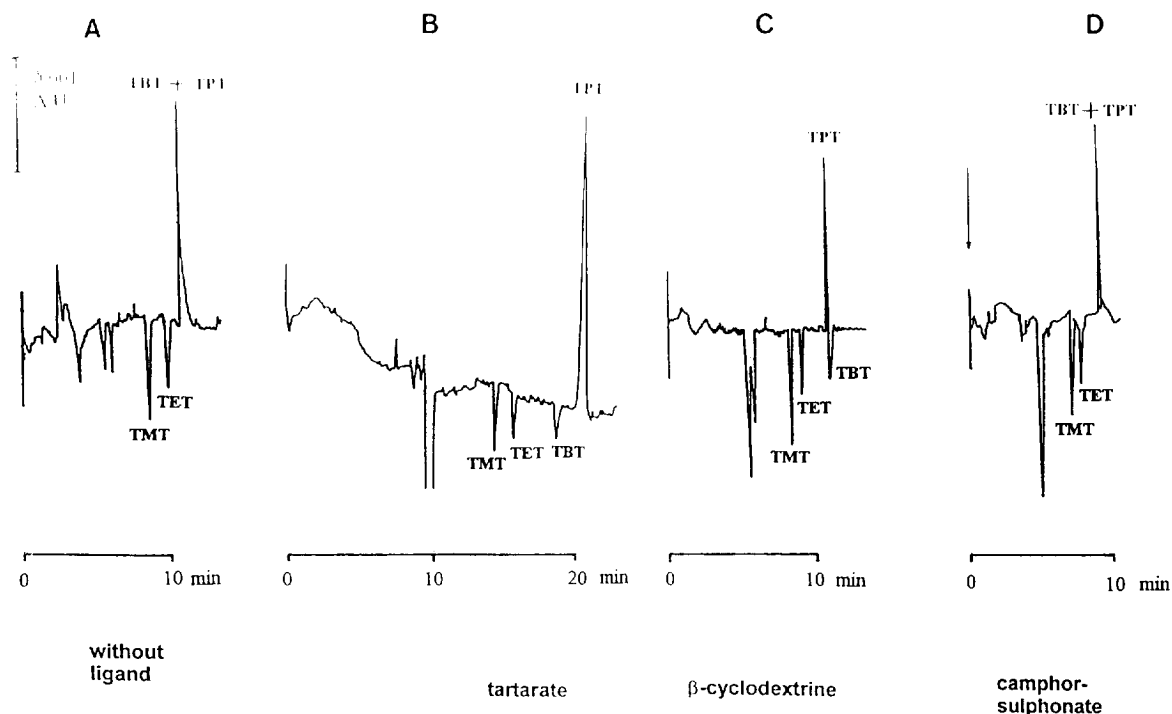 A
B
C
D
TBT + TPT
TPT
TPT
TBT + TPT
TET
TMT
TMT
TET
TBT
TMT
TET
TBT
TMT
TET
0
10 min
0
10
20 min
0
10 min
0
10 min
without
ligand
tartarate
β-cyclodextrine
camphor-
sulphonate